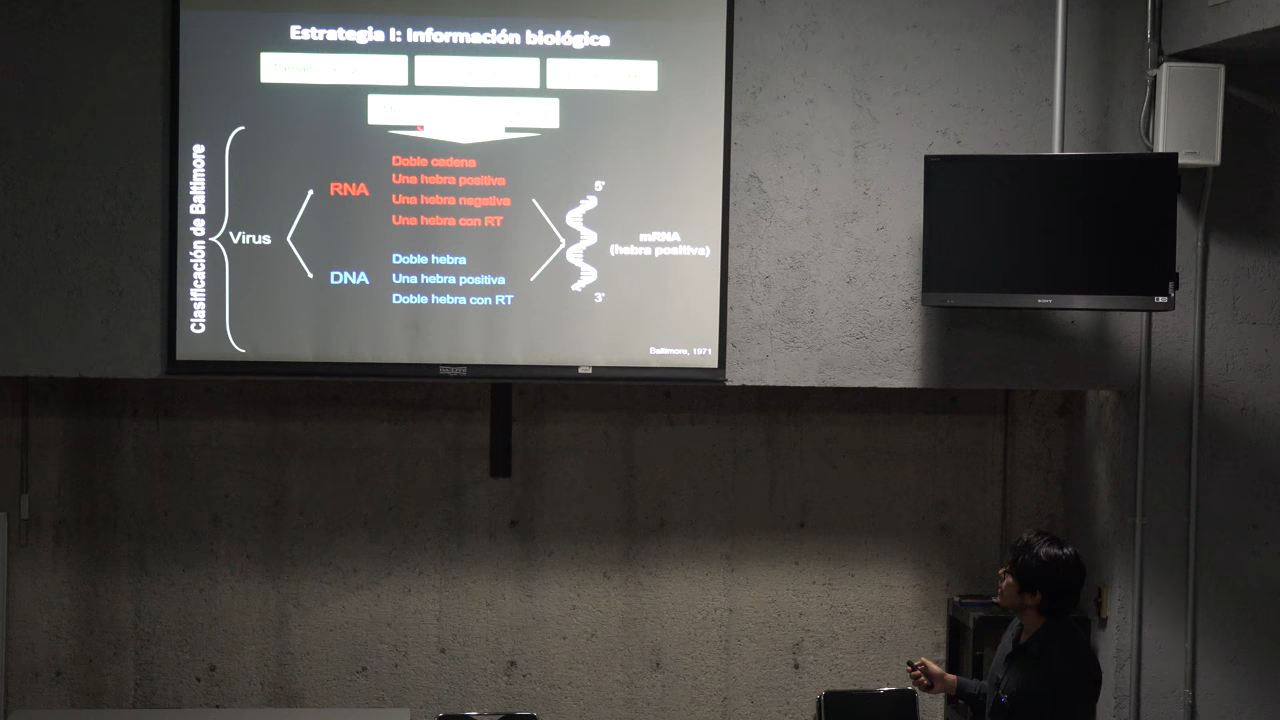 Estrategia I: Información biológica
Clasificación de Baltimore
Virus
RNA
Doble cadena
Una hebra positiva
Una hebra negativa
Una hebra con RT
DNA
Doble hebra
Una hebra positiva
Doble hebra con RT
5'
3'
mRNA
(hebra positiva)
Baltimore, 1971
SONY